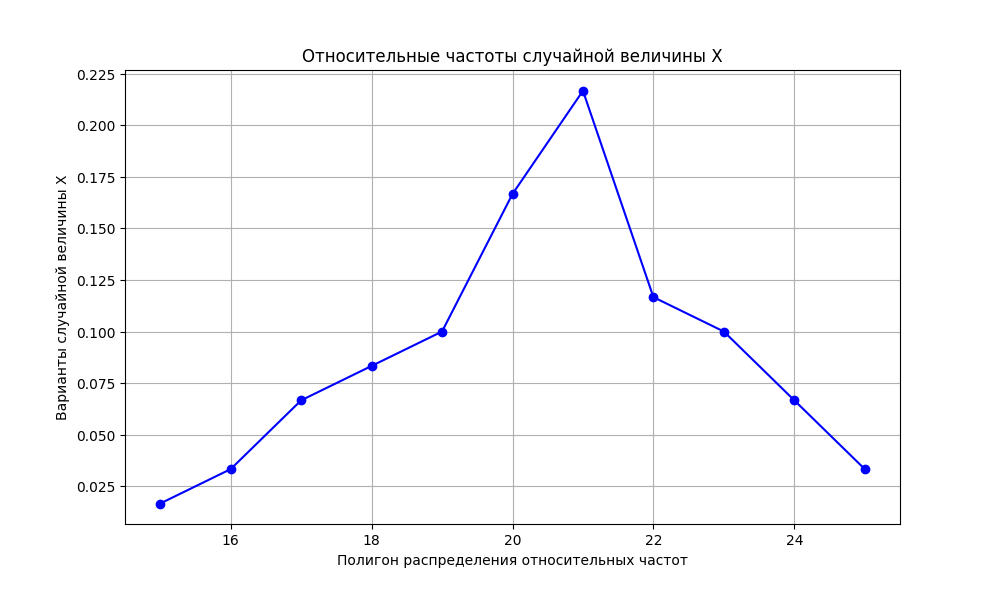 Относительные частоты случайной величины X
0.225
0.200
0.175
0.150
0.125
0.100
0.075
0.050
0.025
Варианты случайной величины X
16 18 20 22 24
Полигон распределения относительных частот